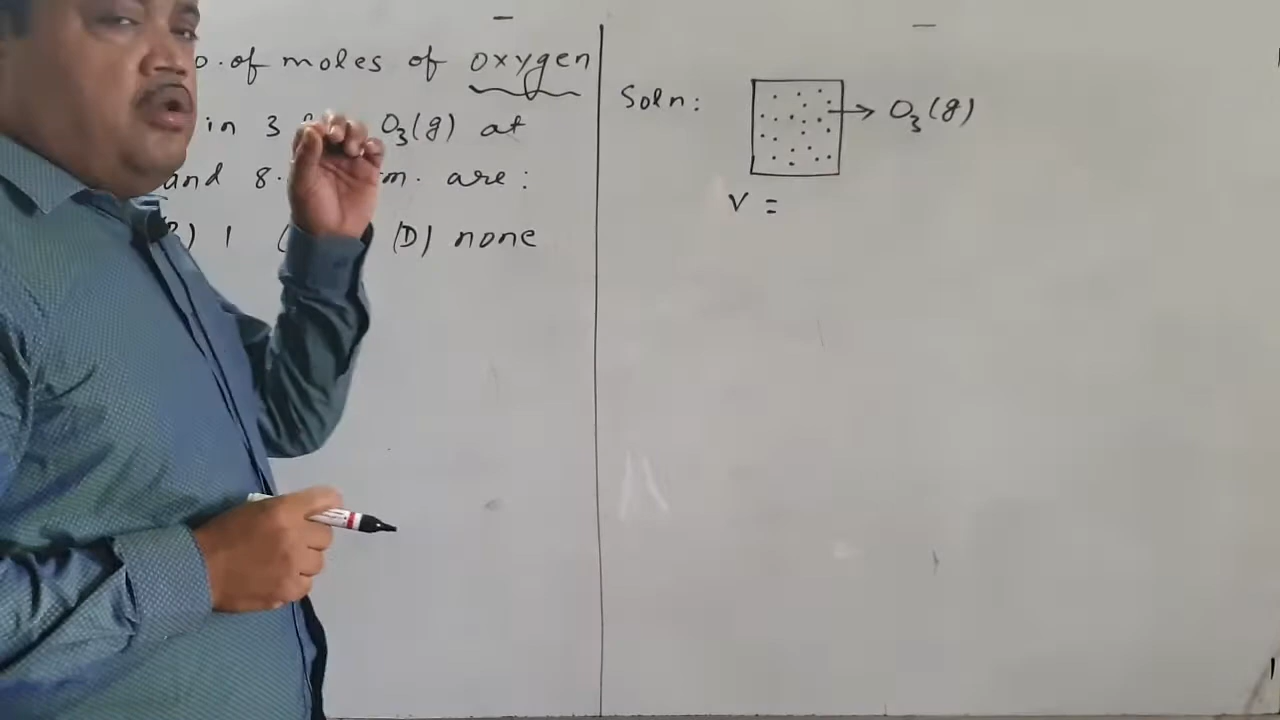 o. of moles of oxygen
in 3 O₃(g) at
and 8. m. are:
) 1 ( (D) none
Soln:
→ O₃(g)
V =